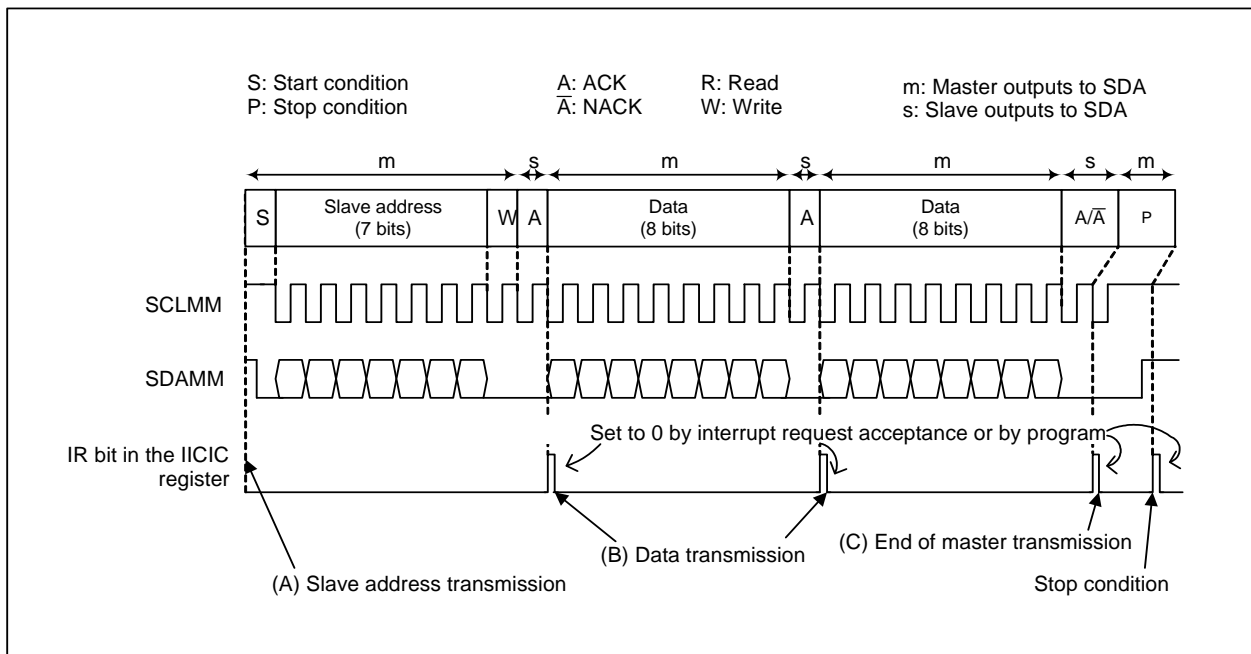 S: Start condition
P: Stop condition
A: ACK
A̅: NACK
R: Read
W: Write
m: Master outputs to SDA
s: Slave outputs to SDA
m s m s m s m
S
Slave address
(7 bits)
W
A
Data
(8 bits)
A
Data
(8 bits)
A/A̅
P
SCLMM
SDAMM
IR bit in the IICIC
register
Set to 0 by interrupt request acceptance or by program
(A) Slave address transmission
(B) Data transmission
(C) End of master transmission
Stop condition